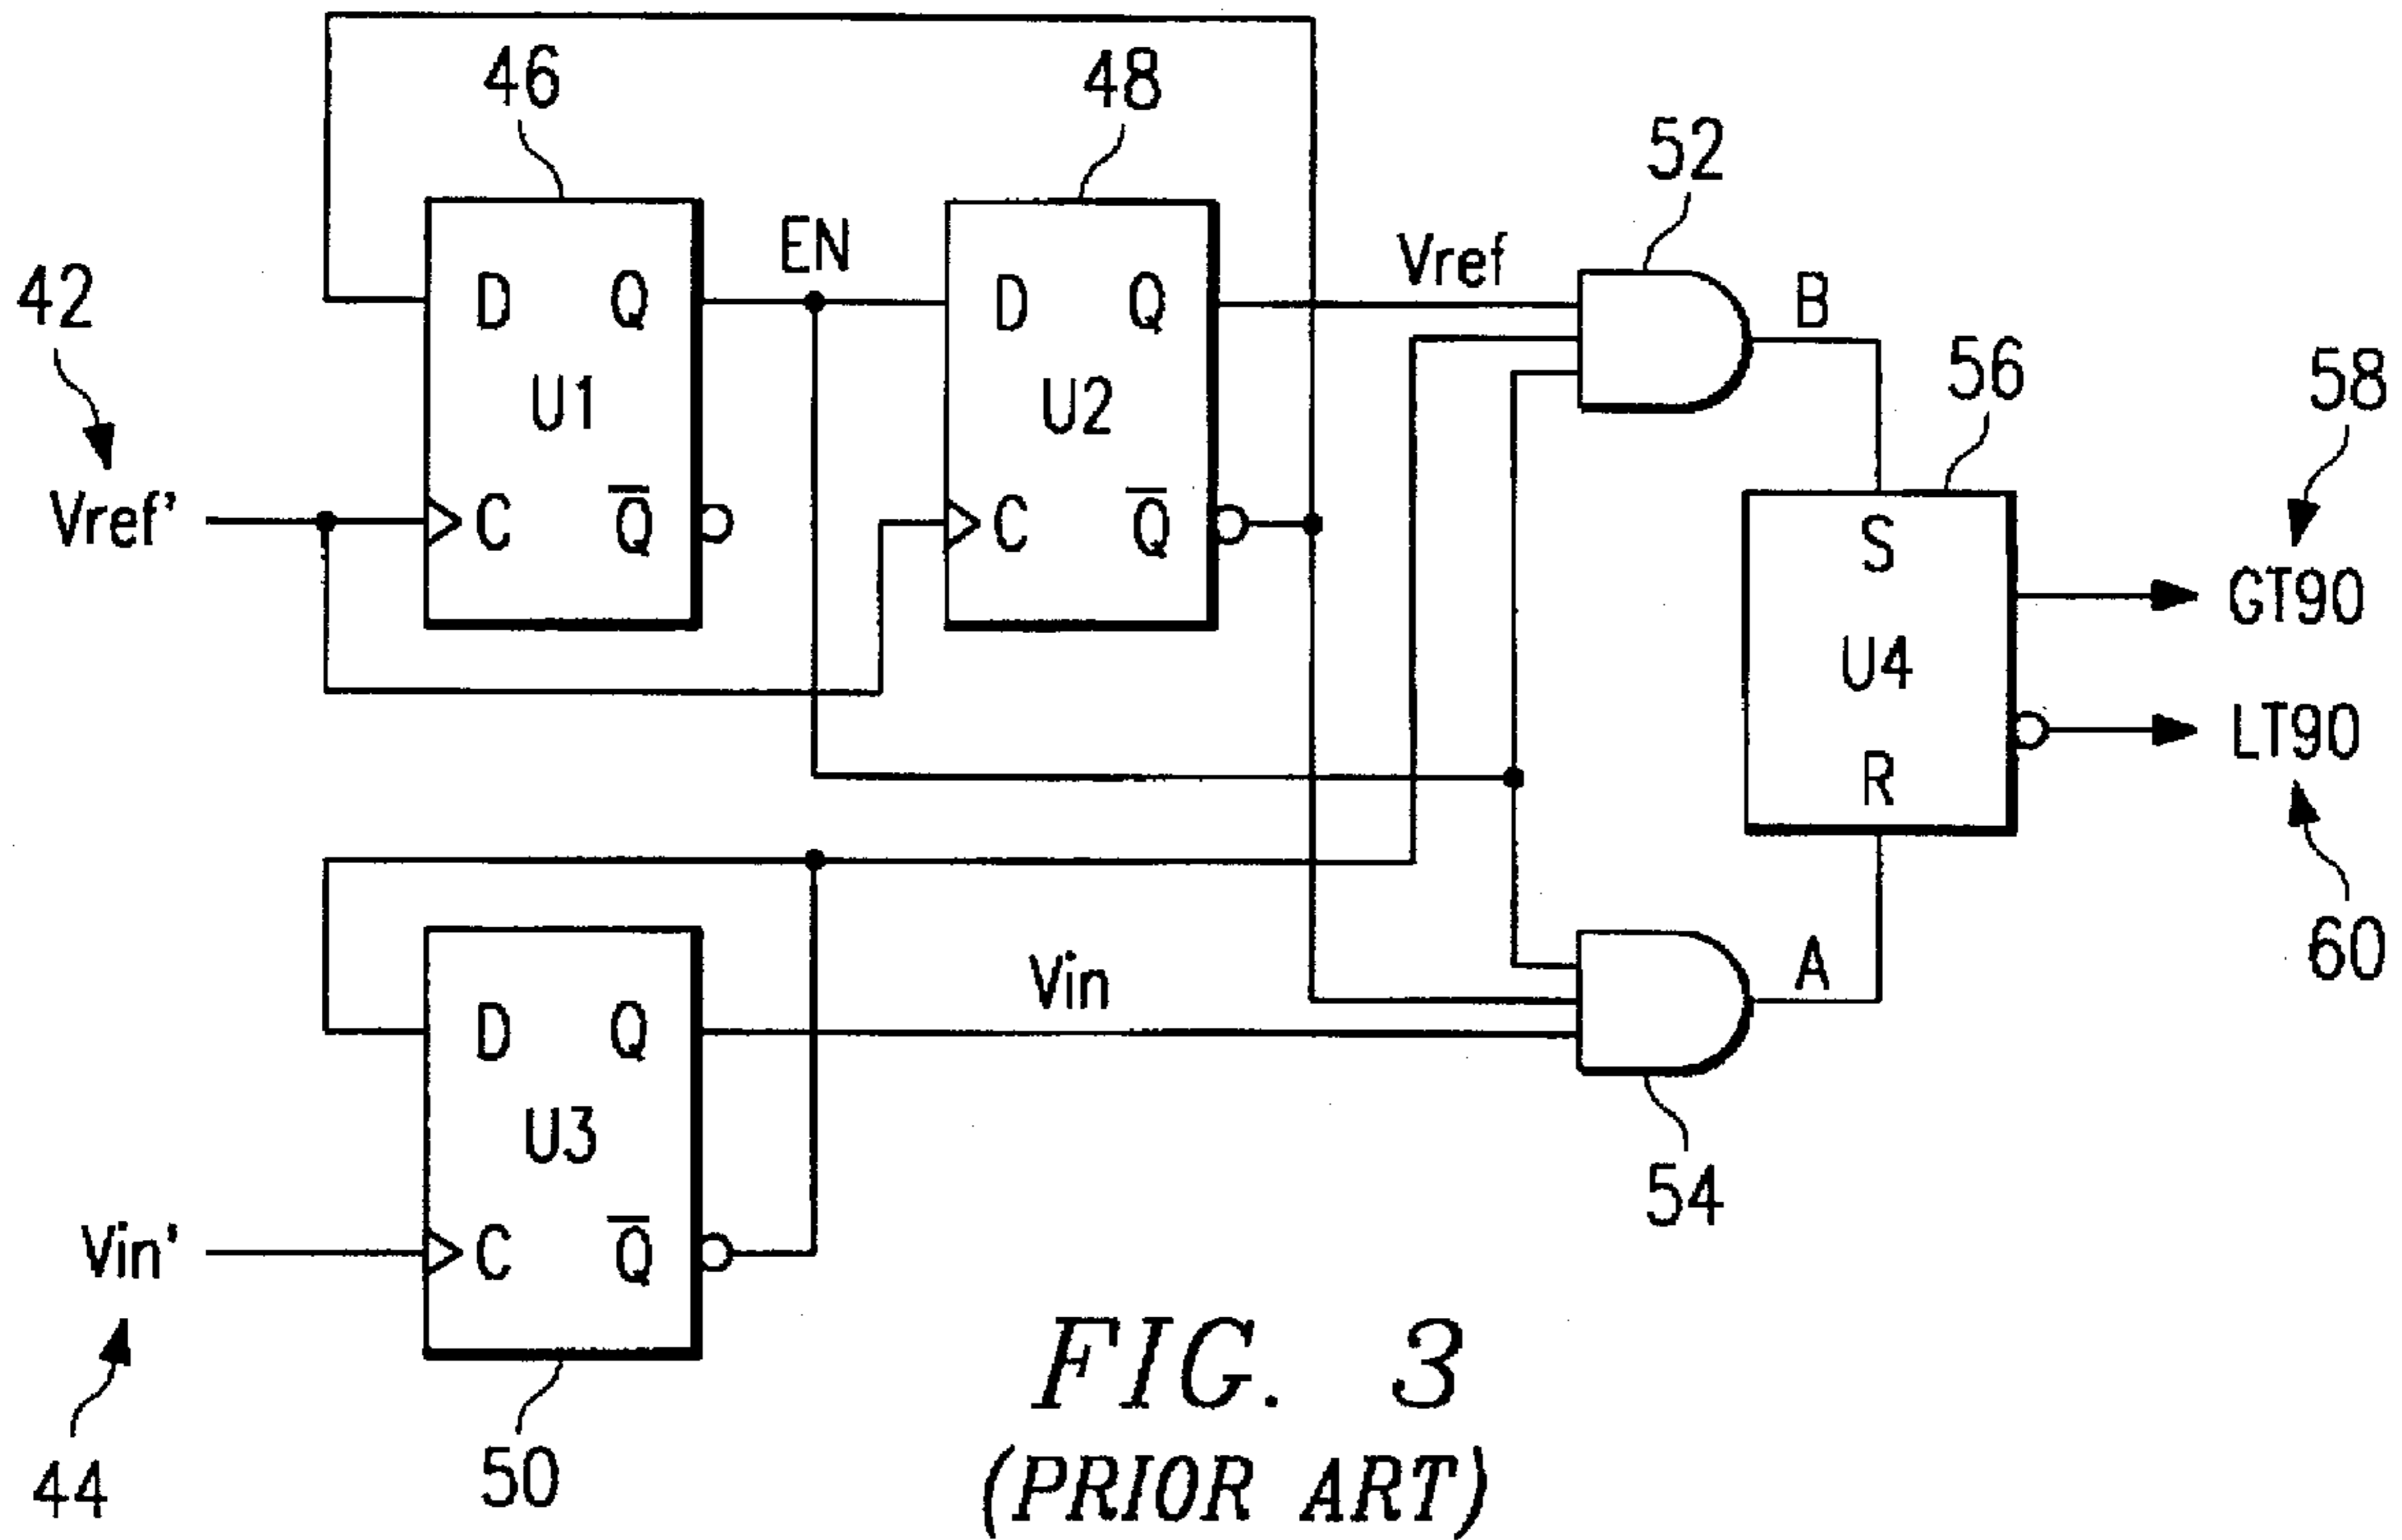 46
48
52
EN
Vref
B
42
D Q
D Q
U1
U2
56
58
Vref'
C Q̅
C Q̅
S
GT90
U4
LT90
R
Vin
A
60
D Q
U3
54
Vin'
C Q̅
44
50
FIG. 3
(PRIOR ART)